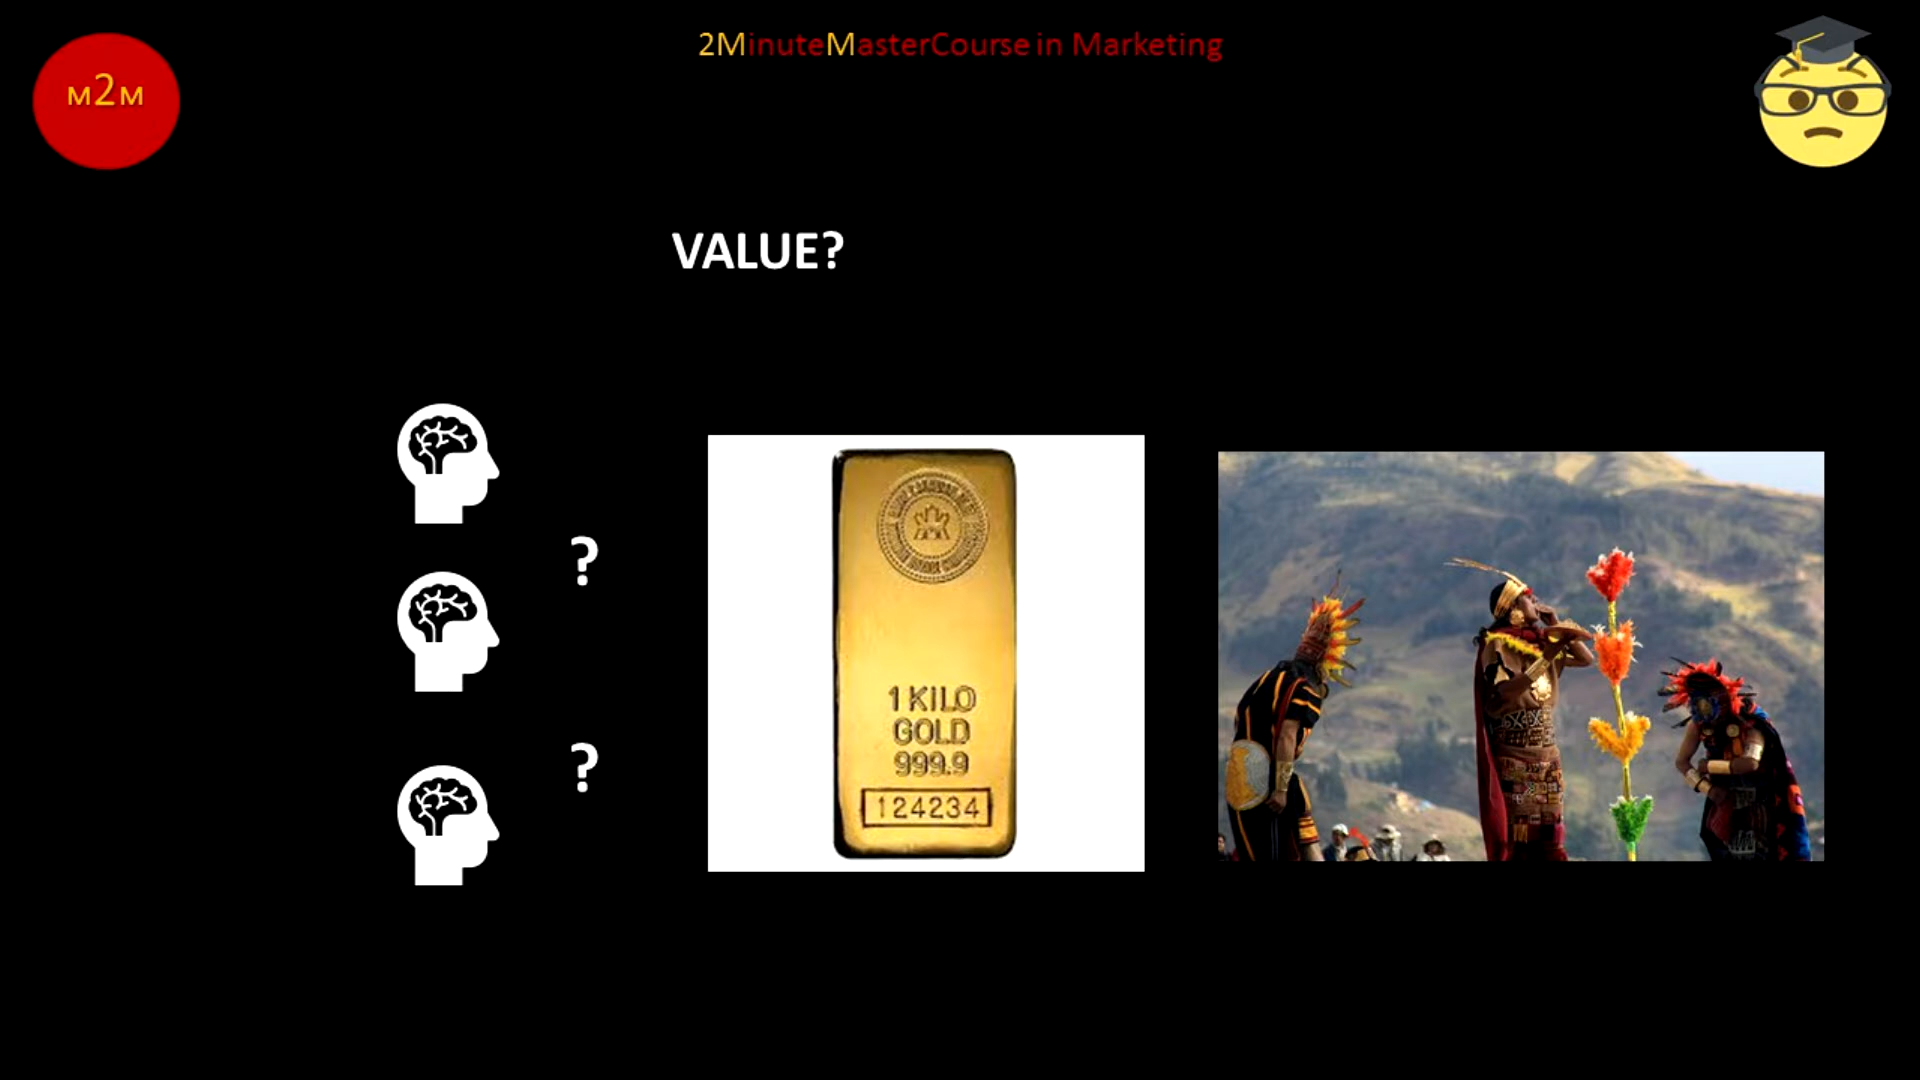 2MinuteMasterCourse in Marketing
M2M
VALUE?
?
?
1 KILO
GOLD
999.9
124234